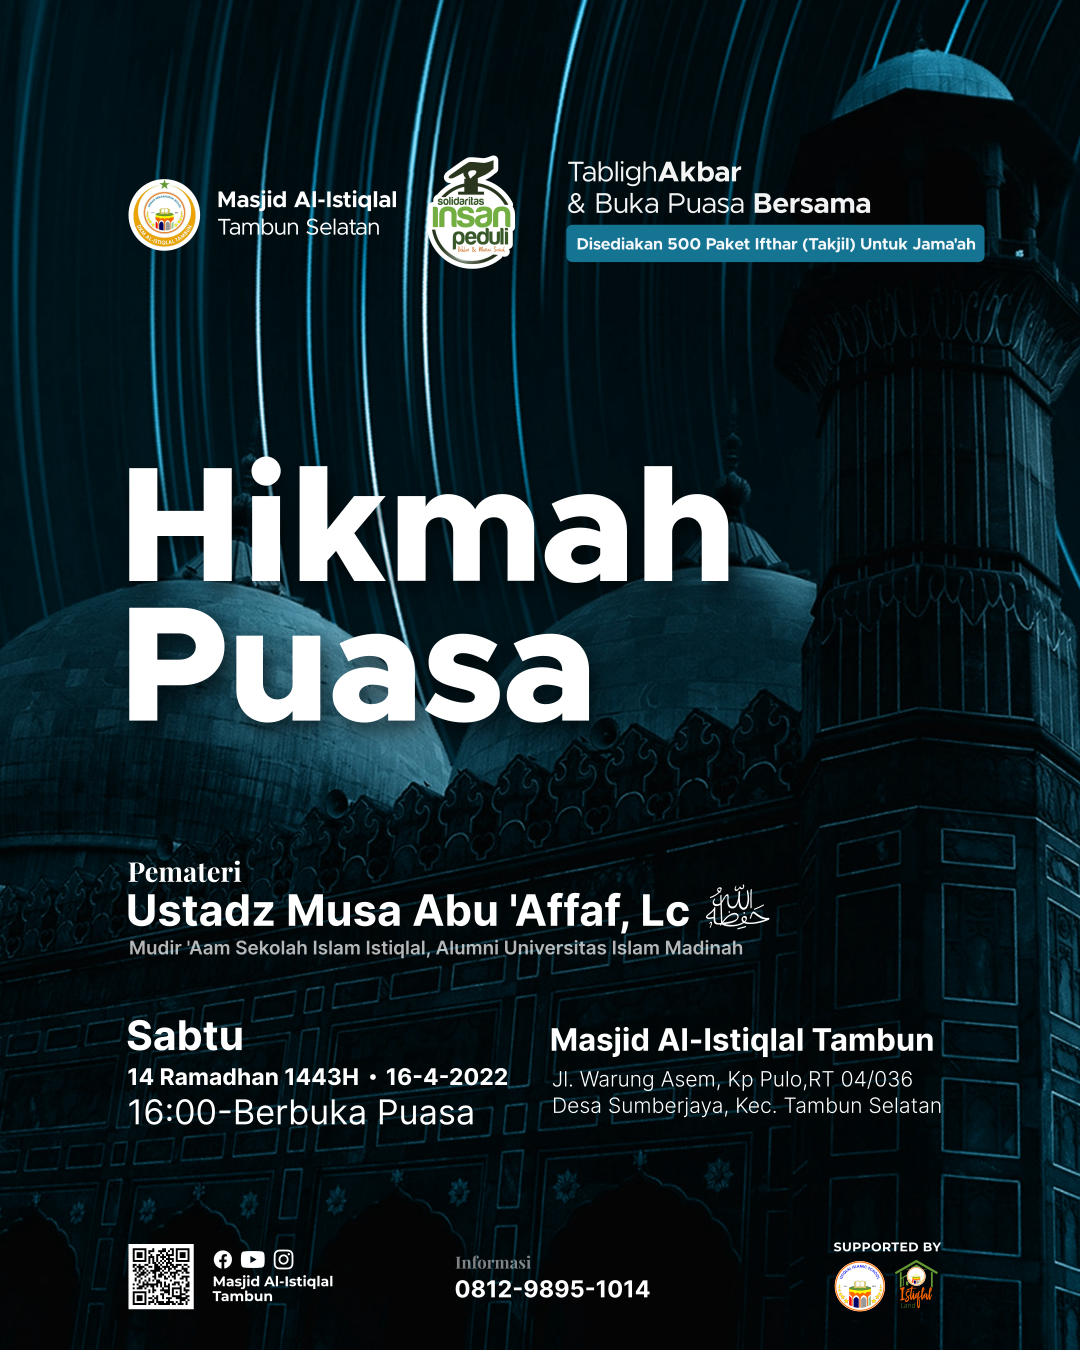 Masjid Al-Istiqlal
Tambun Selatan
solidaritas
insan
peduli
TablighAkbar
& Buka Puasa Bersama
Disediakan 500 Paket Ifthar (Takjil) Untuk Jama'ah
Hikmah
Puasa
Pemateri
Ustadz Musa Abu 'Affaf, Lc حفظه الله
Mudir 'Aam Sekolah Islam Istiqlal, Alumni Universitas Islam Madinah
Sabtu
14 Ramadhan 1443H • 16-4-2022
16:00-Berbuka Puasa
Masjid Al-Istiqlal Tambun
Jl. Warung Asem, Kp Pulo,RT 04/036
Desa Sumberjaya, Kec. Tambun Selatan
Masjid Al-Istiqlal
Tambun
Informasi
0812-9895-1014
SUPPORTED BY
Istiqlal
Land